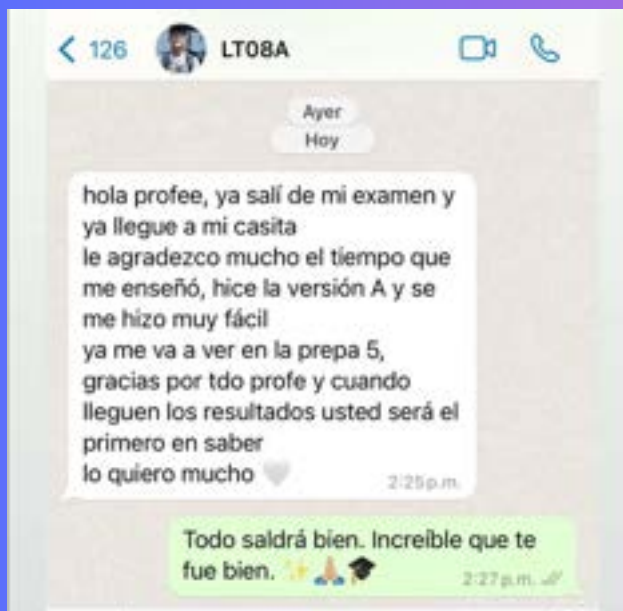 126 LT08A
Ayer
Hoy
hola profee, ya salí de mi examen y
ya llegue a mi casita
le agradezco mucho el tiempo que
me enseñó, hice la versión A y se
me hizo muy fácil
ya me va a ver en la prepa 5,
gracias por tdo profe y cuando
lleguen los resultados usted será el
primero en saber
lo quiero mucho 🤍
2:25 p.m.
Todo saldrá bien. Increíble que te
fue bien. ✨🙏🏼🎓
2:27 p.m.